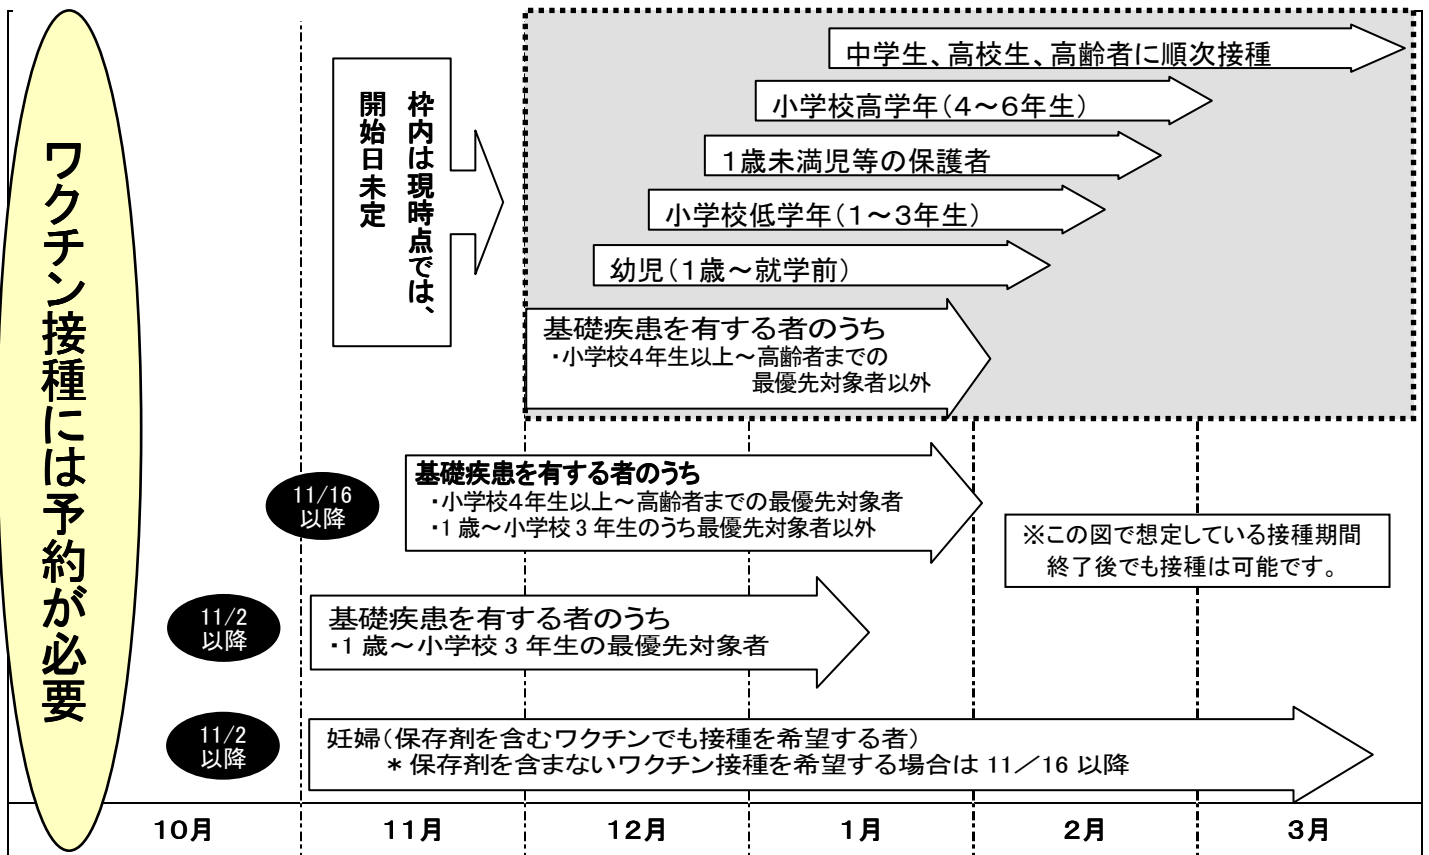 ワクチン接種には予約が必要
枠内は現時点では、
開始日未定
中学生、高校生、高齢者に順次接種
小学校高学年(4~6年生)
1歳未満児等の保護者
小学校低学年(1~3年生)
幼児(1歳~就学前)
基礎疾患を有する者のうち
・小学校4年生以上~高齢者までの
最優先対象者以外
11/16
以降
基礎疾患を有する者のうち
・小学校4年生以上~高齢者までの最優先対象者
・1歳~小学校3年生のうち最優先対象者以外
※この図で想定している接種期間
終了後でも接種は可能です。
11/2
以降
基礎疾患を有する者のうち
・1歳~小学校3年生の最優先対象者
11/2
以降
妊婦(保存剤を含むワクチンでも接種を希望する者)
*保存剤を含まないワクチン接種を希望する場合は11/16以降
10月 11月 12月 1月 2月 3月